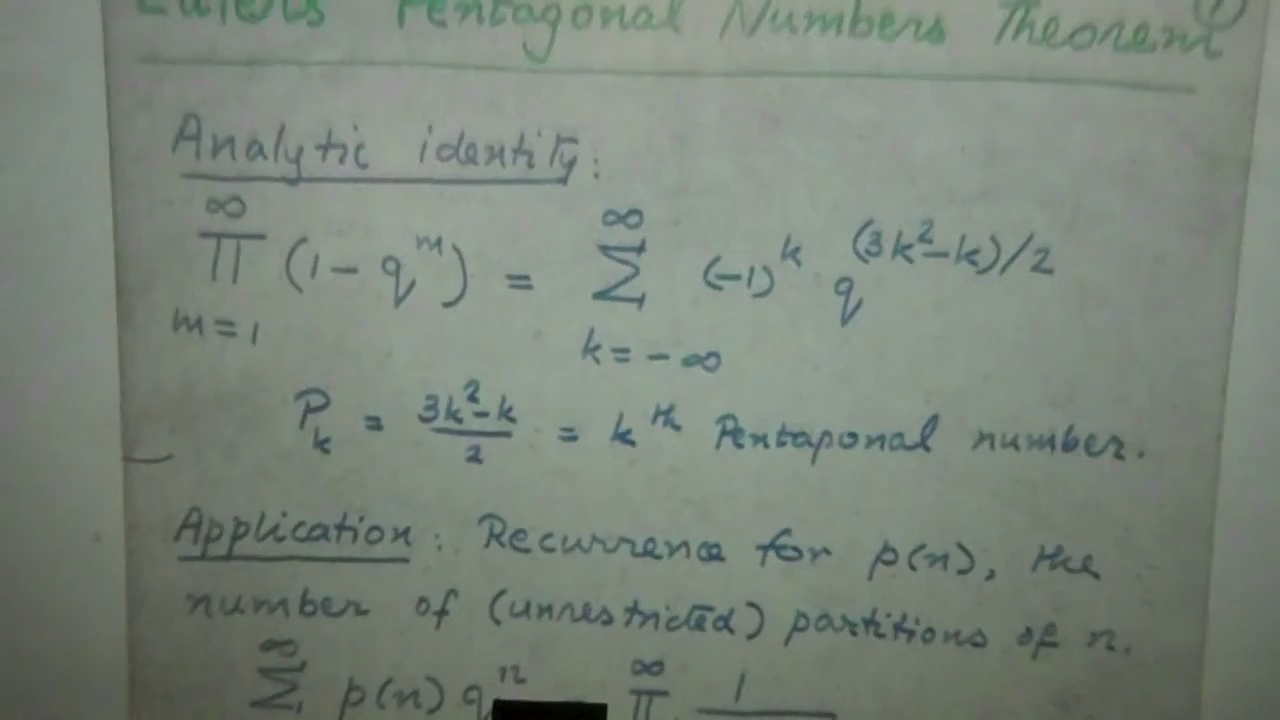 Euler's Pentagonal Numbers Theorem
Analytic identity:
∞ ∏ m=1 (1 - q^m) = ∞ ∑ k=-∞ (-1)^k q^(3k²-k)/2
P_k = 3k²-k / 2 = k^th Pentagonal number.
Application: Recurrence for p(n), the
number of (unrestricted) partitions of n.
∞ ∑ p(n) q^n ∞ ∏ 1